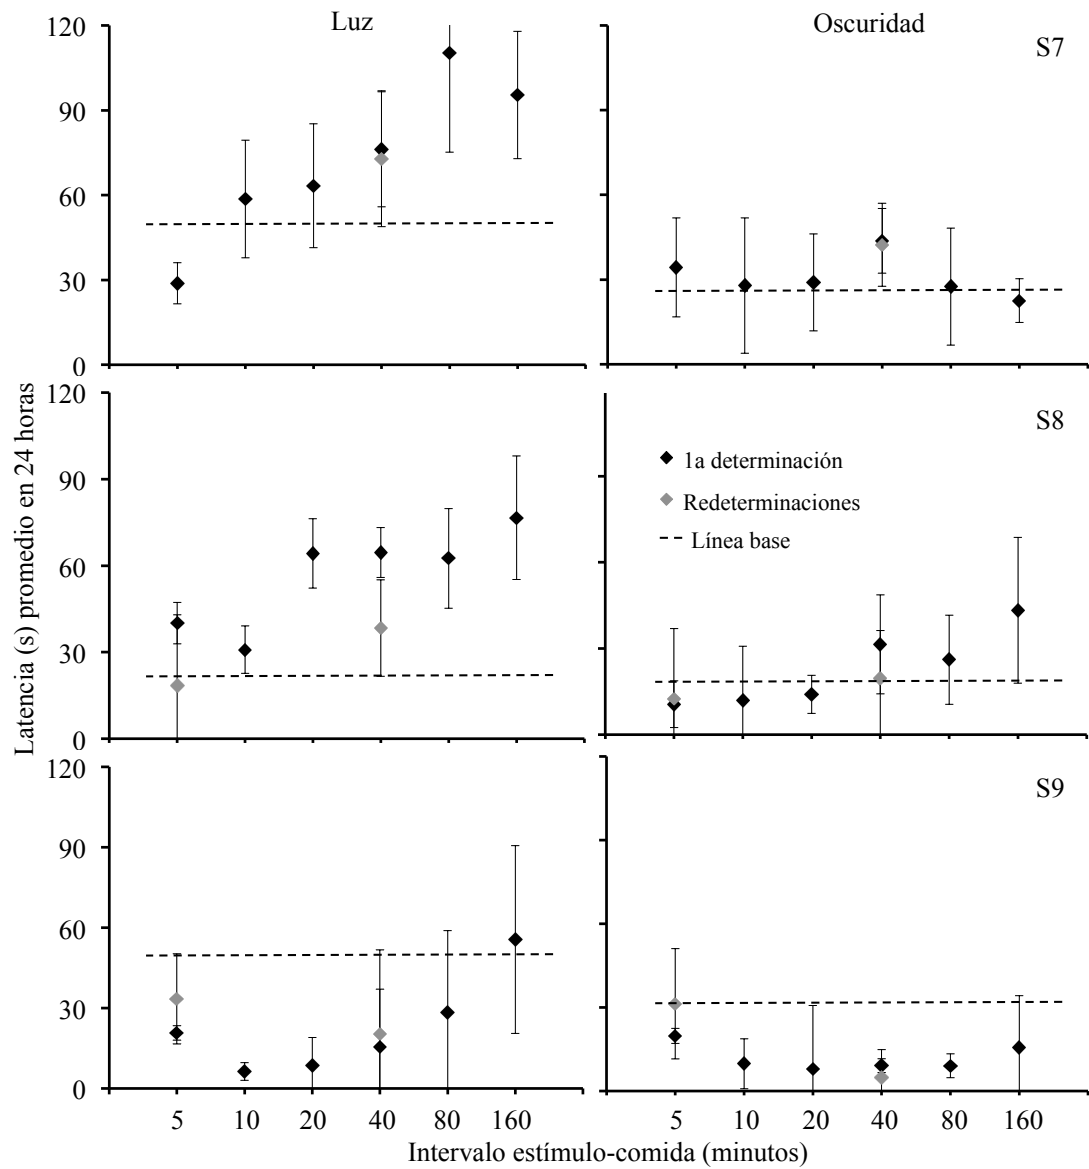 Luz
Oscuridad
S7
120
90
60
30
0
S8
120
90
60
30
0
1a determinación
Redeterminaciones
Línea base
Latencia (s) promedio en 24 horas
S9
120
90
60
30
0
5 10 20 40 80 160
5 10 20 40 80 160
Intervalo estímulo-comida (minutos)